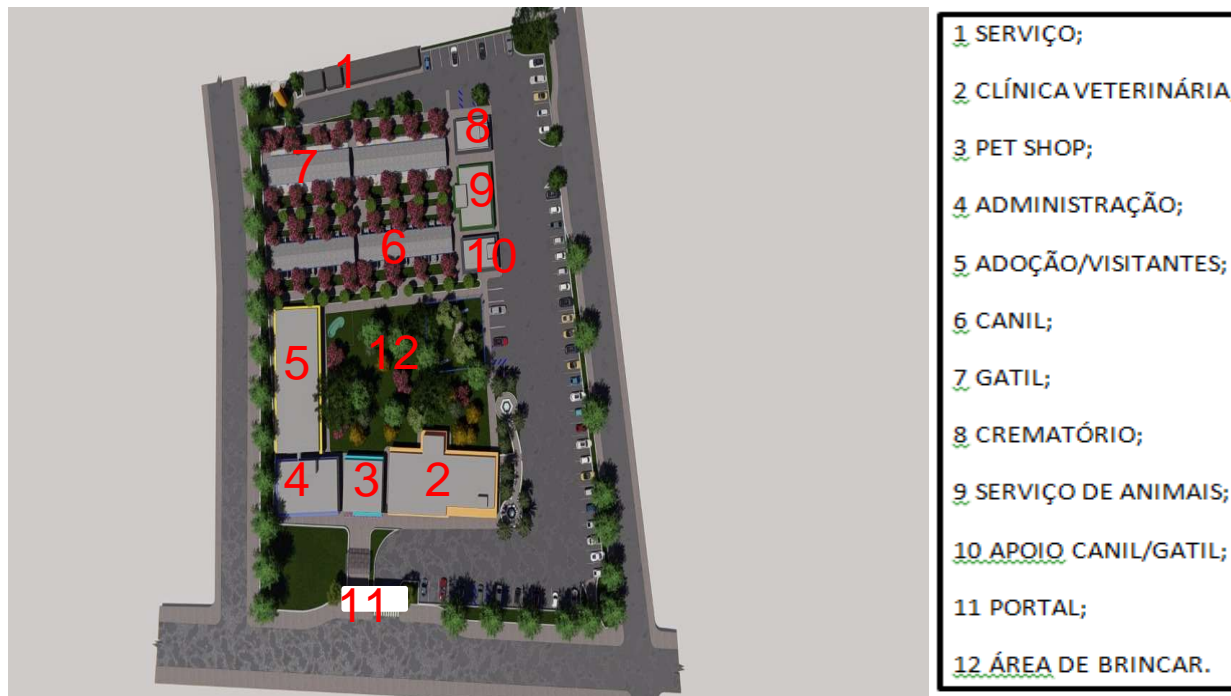 1
8
7
9
6
10
12
5
4
3
2
11
1 SERVIÇO;
2 CLÍNICA VETERINÁRIA
3 PET SHOP;
4 ADMINISTRAÇÃO;
5 ADOÇÃO/VISITANTES;
6 CANIL;
7 GATIL;
8 CREMATÓRIO;
9 SERVIÇO DE ANIMAIS;
10 APOIO CANIL/GATIL;
11 PORTAL;
12 ÁREA DE BRINCAR.